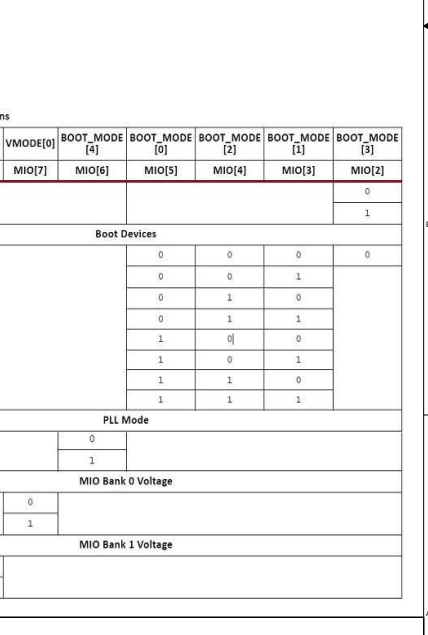 ns
VMODE[0] BOOT_MODE [4] BOOT_MODE [0] BOOT_MODE [2] BOOT_MODE [1] BOOT_MODE [3]
MIO[7] MIO[6] MIO[5] MIO[4] MIO[3] MIO[2]
0
1
Boot Devices
0 0 0 0
0 0 1
0 1 0
0 1 1
1 0 0
1 0 1
1 1 0
1 1 1
PLL Mode
0
1
MIO Bank 0 Voltage
0
1
MIO Bank 1 Voltage